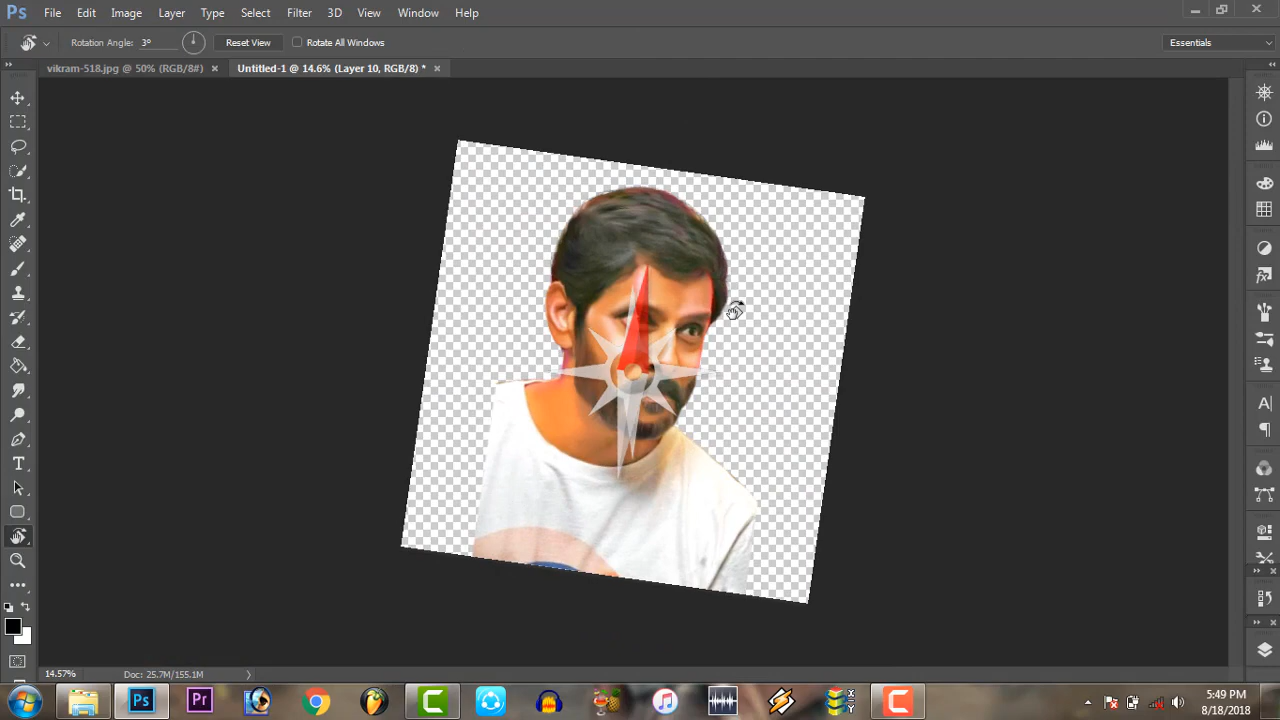 Ps File Edit Image Layer Type Select Filter 3D View Window Help
Rotation Angle: 3° Reset View Rotate All Windows Essentials
vikram-518.jpg @ 50% (RGB/8#) Untitled-1 @ 14.6% (Layer 10, RGB/8) *
14.57% Doc: 25.7M/155.1M
Ps Pr
5:49 PM
8/18/2018